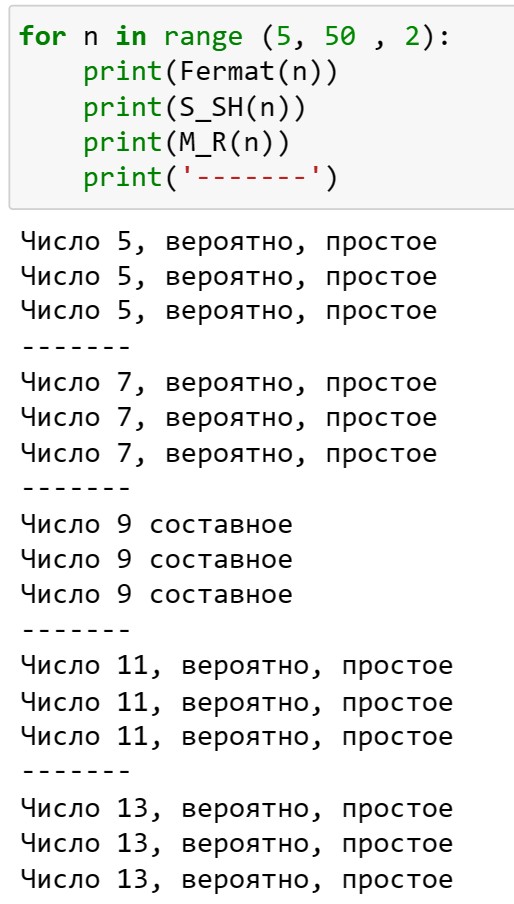 for n in range (5, 50 , 2):
    print(Fermat(n))
    print(S_SH(n))
    print(M_R(n))
    print('-------')
Число 5, вероятно, простое
Число 5, вероятно, простое
Число 5, вероятно, простое
-------
Число 7, вероятно, простое
Число 7, вероятно, простое
Число 7, вероятно, простое
-------
Число 9 составное
Число 9 составное
Число 9 составное
-------
Число 11, вероятно, простое
Число 11, вероятно, простое
Число 11, вероятно, простое
-------
Число 13, вероятно, простое
Число 13, вероятно, простое
Число 13, вероятно, простое